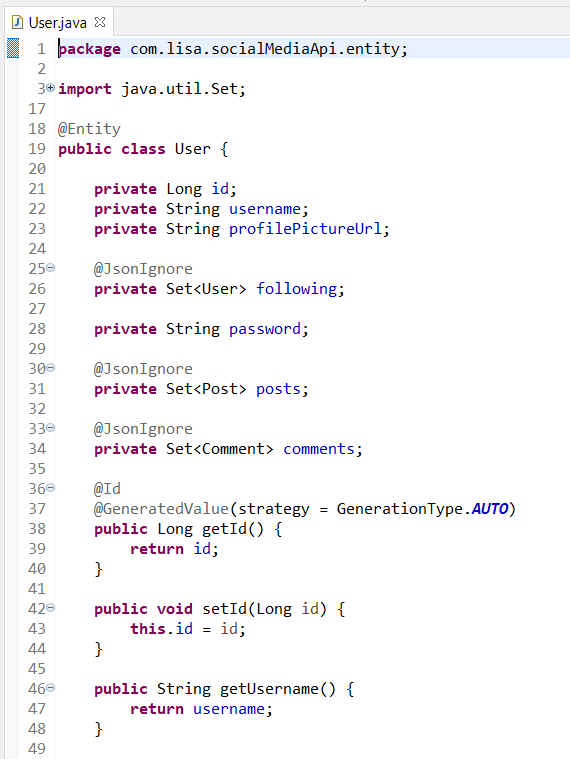 User.java
1 package com.lisa.socialMediaApi.entity;
2
3 import java.util.Set;
17
18 @Entity
19 public class User {
20
21     private Long id;
22     private String username;
23     private String profilePictureUrl;
24
25     @JsonIgnore
26     private Set<User> following;
27
28     private String password;
29
30     @JsonIgnore
31     private Set<Post> posts;
32
33     @JsonIgnore
34     private Set<Comment> comments;
35
36     @Id
37     @GeneratedValue(strategy = GenerationType.AUTO)
38     public Long getId() {
39         return id;
40     }
41
42     public void setId(Long id) {
43         this.id = id;
44     }
45
46     public String getUsername() {
47         return username;
48     }
49